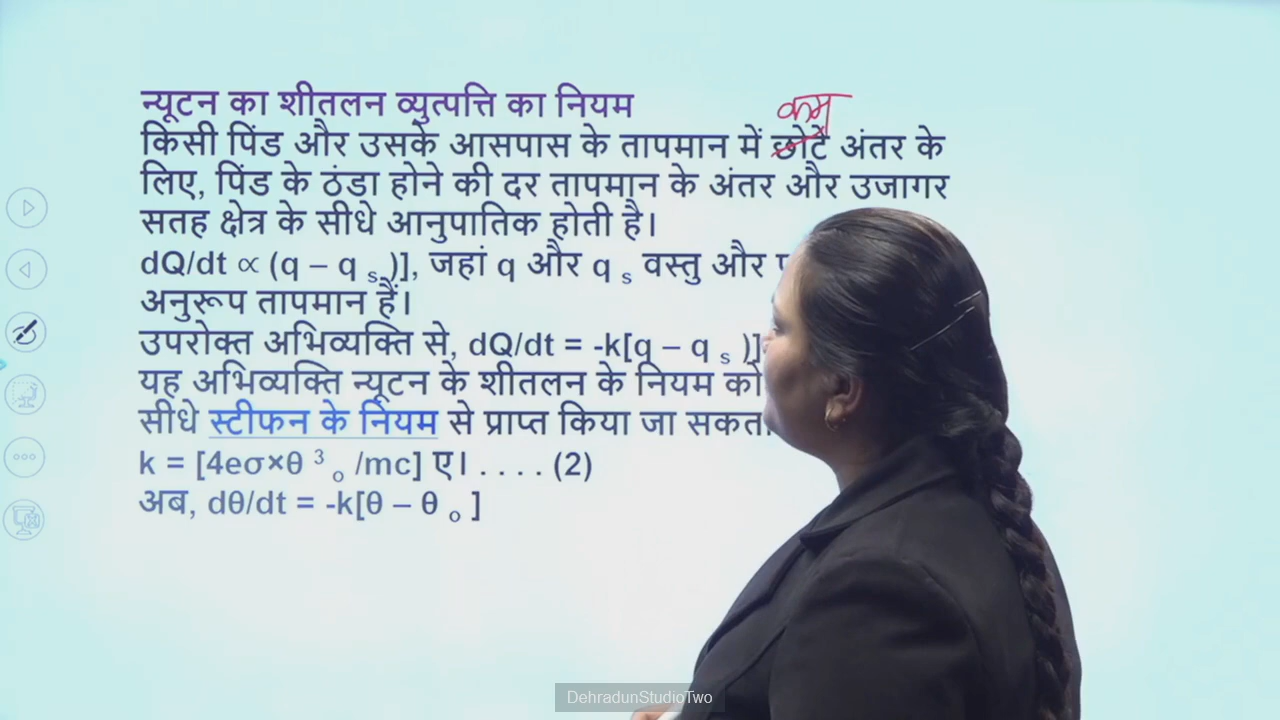 न्यूटन का शीतलन व्युत्पत्ति का नियम
कम
किसी पिंड और उसके आसपास के तापमान में छोटे अंतर के
लिए, पिंड के ठंडा होने की दर तापमान के अंतर और उजागर
सतह क्षेत्र के सीधे आनुपातिक होती है।
dQ/dt ∝ (q – q s )], जहां q और q s वस्तु और
अनुरूप तापमान हैं।
उपरोक्त अभिव्यक्ति से, dQ/dt = -k[q – q s )]
यह अभिव्यक्ति न्यूटन के शीतलन के नियम को
सीधे स्टीफन के नियम से प्राप्त किया जा
k = [4eσ×θ ³ ₒ /mc] ए। . . . . (2)
अब, dθ/dt = -k[θ – θ ₒ ]
DehradunStudioTwo